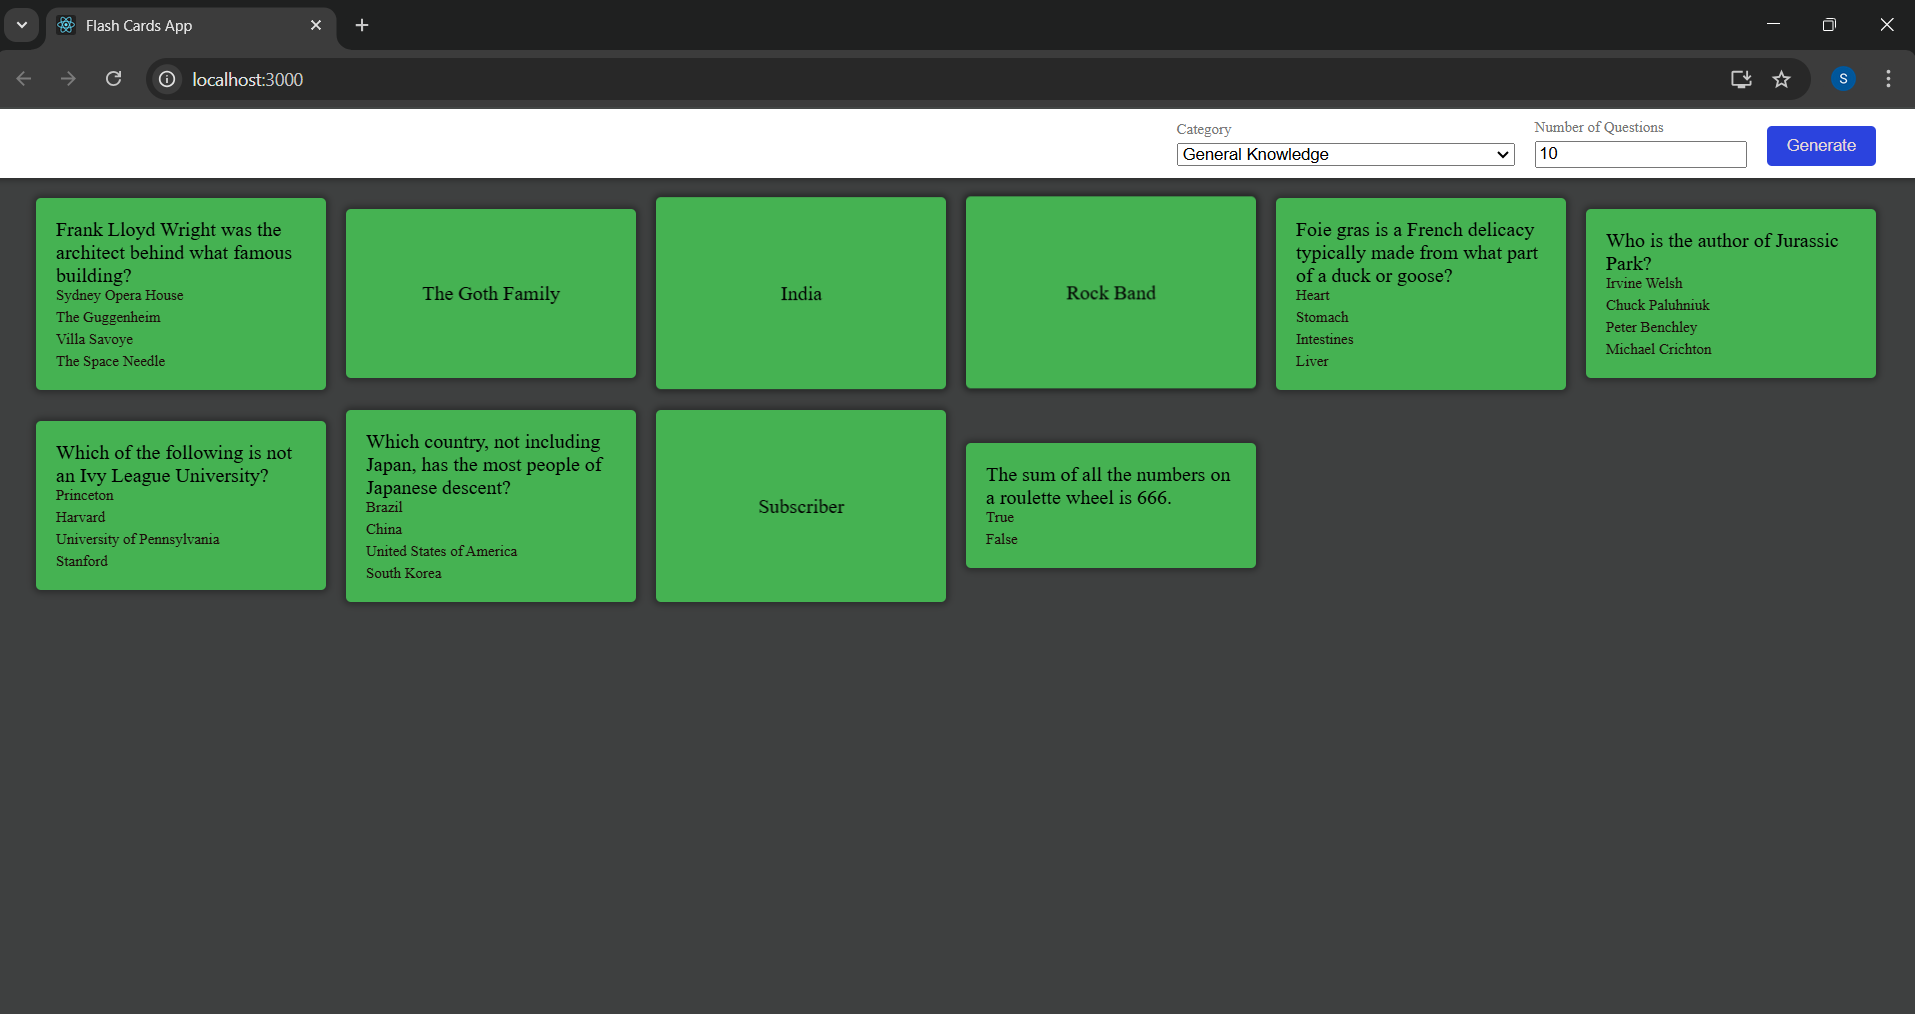 Flash Cards App
localhost:3000
S
Category
General Knowledge
Number of Questions
10
Generate
Frank Lloyd Wright was the
architect behind what famous
building?
Sydney Opera House
The Guggenheim
Villa Savoye
The Space Needle
The Goth Family
India
Rock Band
Foie gras is a French delicacy
typically made from what part
of a duck or goose?
Heart
Stomach
Intestines
Liver
Who is the author of Jurassic
Park?
Irvine Welsh
Chuck Paluhniuk
Peter Benchley
Michael Crichton
Which of the following is not
an Ivy League University?
Princeton
Harvard
University of Pennsylvania
Stanford
Which country, not including
Japan, has the most people of
Japanese descent?
Brazil
China
United States of America
South Korea
Subscriber
The sum of all the numbers on
a roulette wheel is 666.
True
False